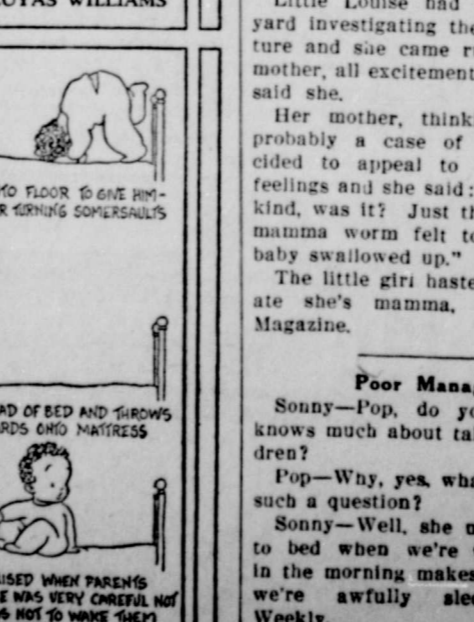 UYAS WILLIAMS
TO FLOOR TO GIVE HIM-
R TURNING SOMERSAULTS
AD OF BED AND THROWS
RDS ONTO MATTRESS
ISED WHEN PARENTS
E WAS VERY CAREFUL NOT
S NOT TO WAKE THEM
Little Louise had
yard investigating the
ture and she came r
mother, all excitement
said she.
Her mother, think
probably a case of
cided to appeal to
feelings and she said:
kind, was it? Just th
mamma worm felt to
baby swallowed up."
The little girl haste
ate she's mamma,
Magazine.
Poor Mana
Sonny—Pop, do yo
knows much about ta
dren?
Pop—Why, yes, wha
such a question?
Sonny—Well, she
to bed when we're
in the morning makes
we're awfully slee
Weekly.